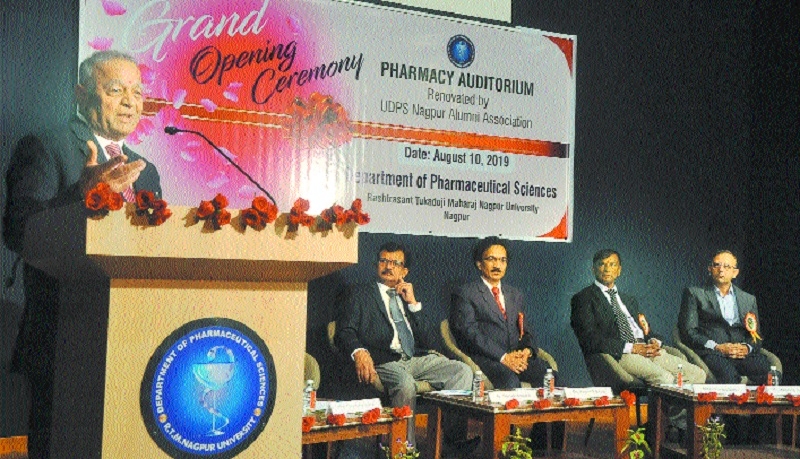 Grand
Opening
Ceremony
PHARMACY AUDITORIUM
Renovated by
UDPS Nagpur Alumni Association
Date: August 10, 2019
Department of Pharmaceutical Sciences
Rashtrasant Tukadoji Maharaj Nagpur University
Nagpur
DEPARTMENT OF PHARMACEUTICAL SCIENCES
R.T.M.NAGPUR UNIVERSITY